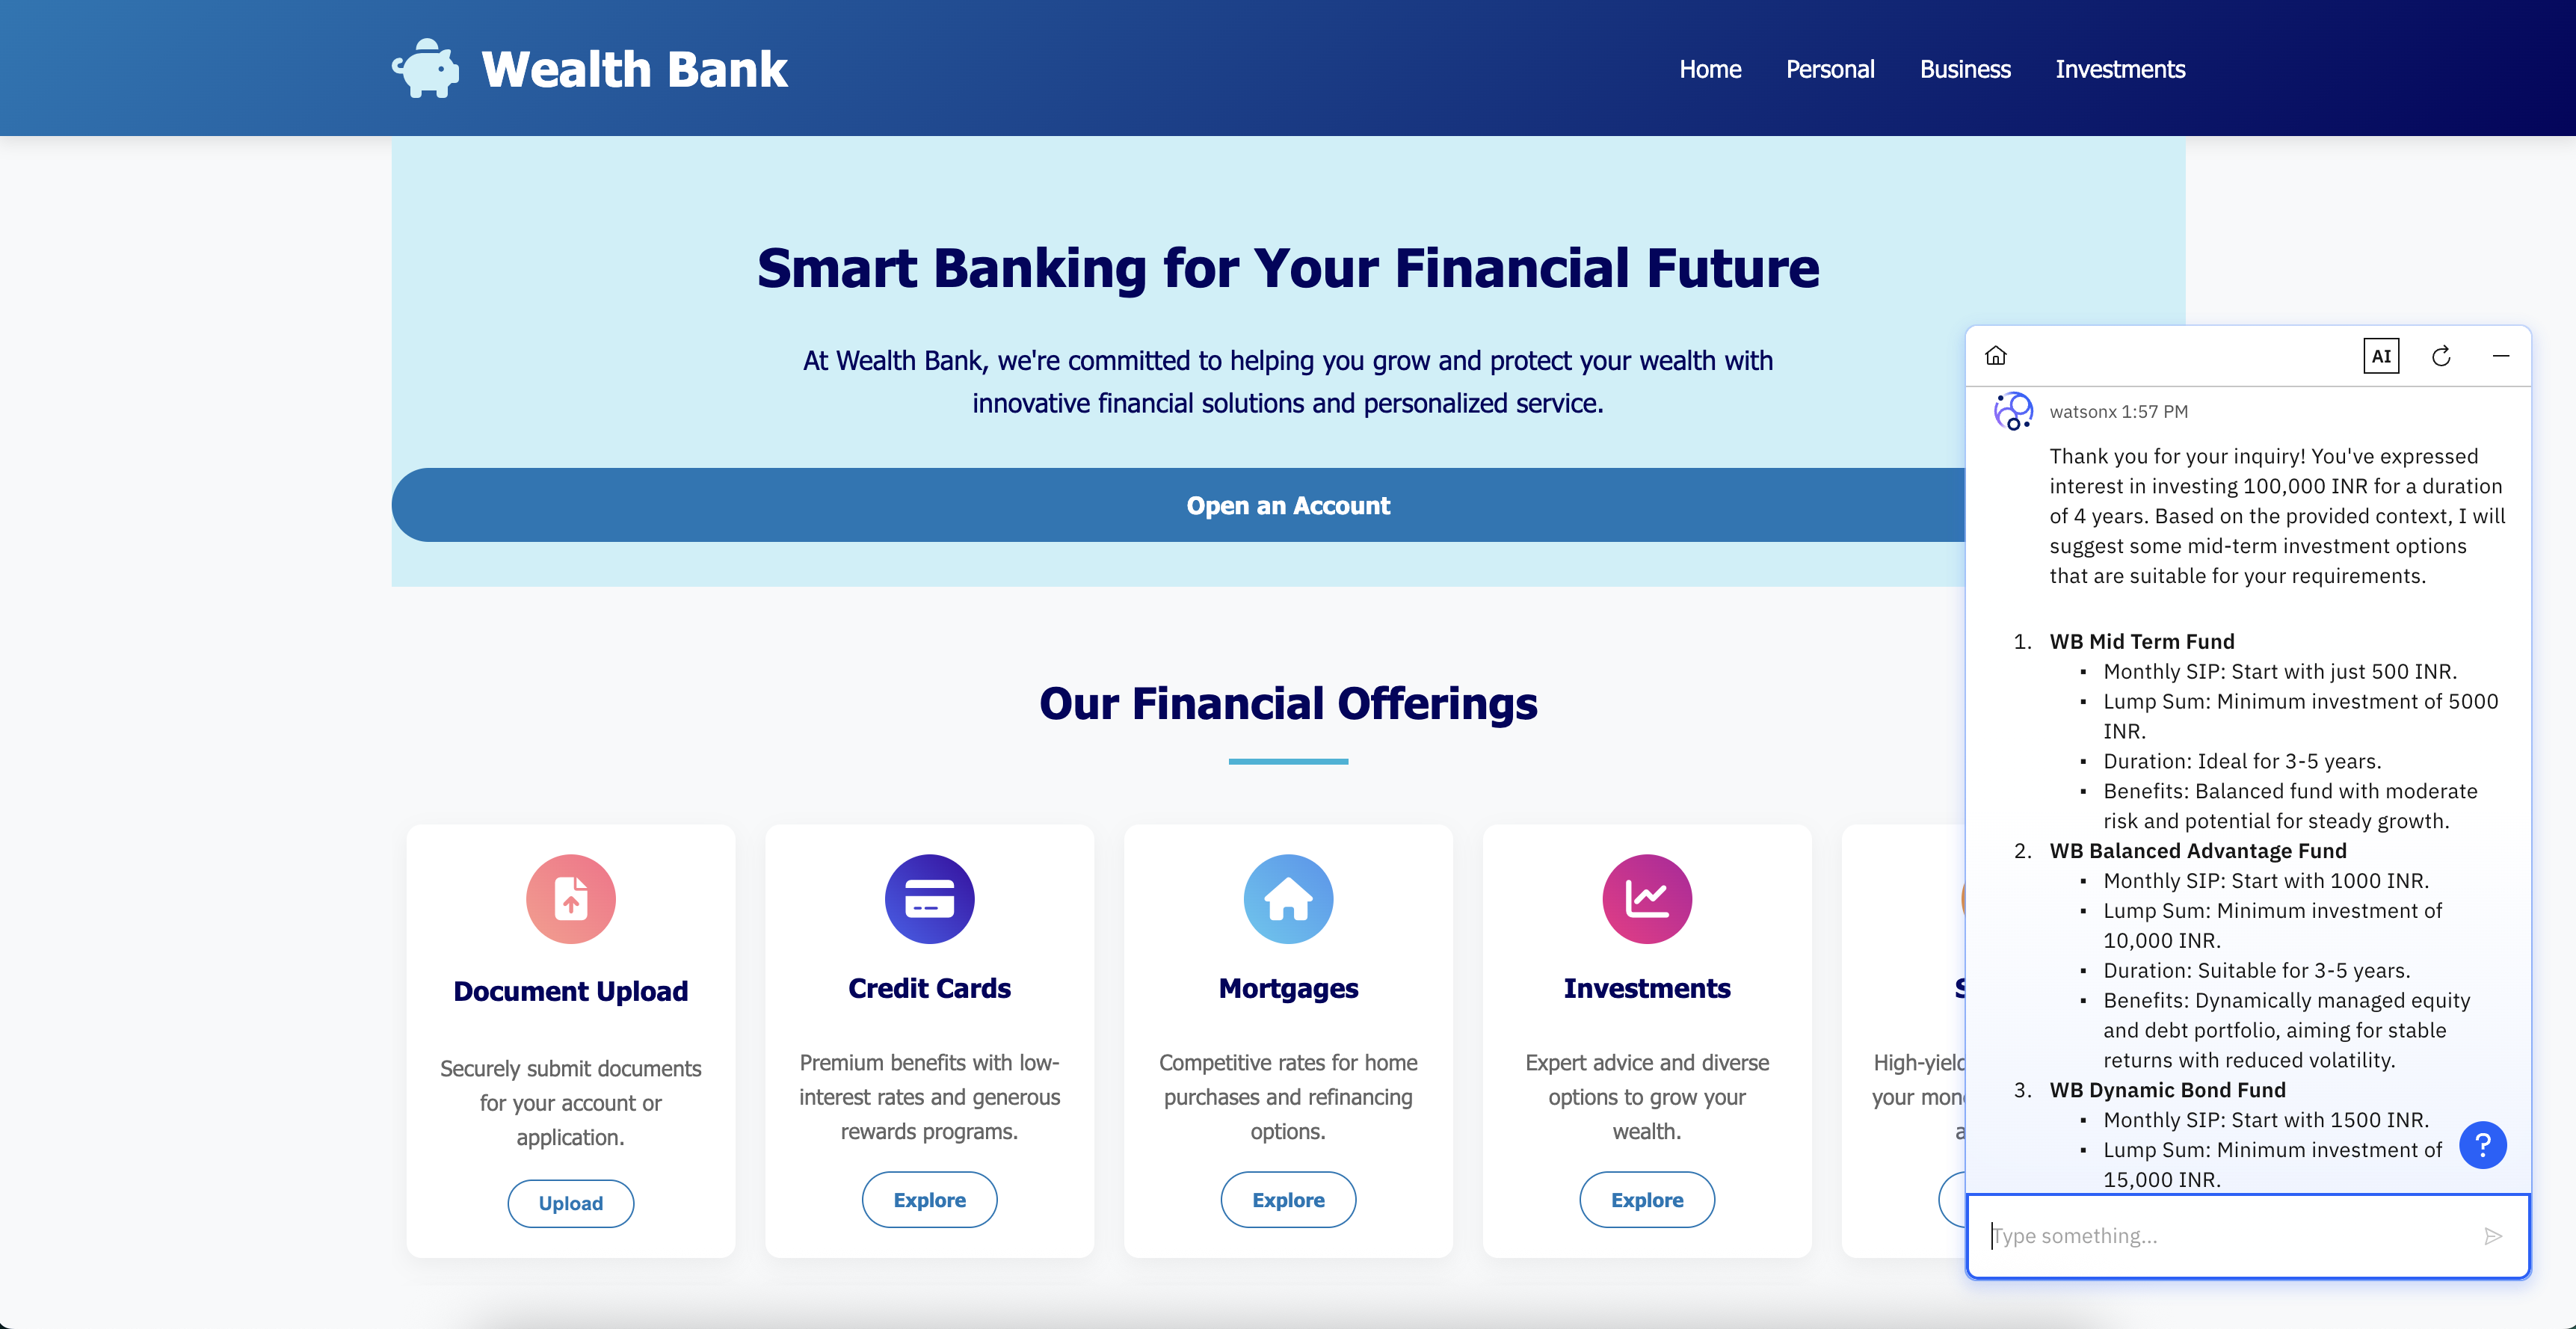 Wealth Bank
Home Personal Business Investments
Smart Banking for Your Financial Future
At Wealth Bank, we're committed to helping you grow and protect your wealth with
innovative financial solutions and personalized service.
Open an Account
Our Financial Offerings
Document Upload
Securely submit documents
for your account or
application.
Upload
Credit Cards
Premium benefits with low-
interest rates and generous
rewards programs.
Explore
Mortgages
Competitive rates for home
purchases and refinancing
options.
Explore
Investments
Expert advice and diverse
options to grow your
wealth.
Explore
High-yield
your
AI
watsonx 1:57 PM
Thank you for your inquiry! You've expressed
interest in investing 100,000 INR for a duration
of 4 years. Based on the provided context, I will
suggest some mid-term investment options
that are suitable for your requirements.
1. WB Mid Term Fund
▪ Monthly SIP: Start with just 500 INR.
▪ Lump Sum: Minimum investment of 5000
INR.
▪ Duration: Ideal for 3-5 years.
▪ Benefits: Balanced fund with moderate
risk and potential for steady growth.
2. WB Balanced Advantage Fund
▪ Monthly SIP: Start with 1000 INR.
▪ Lump Sum: Minimum investment of
10,000 INR.
▪ Duration: Suitable for 3-5 years.
▪ Benefits: Dynamically managed equity
and debt portfolio, aiming for stable
returns with reduced volatility.
3. WB Dynamic Bond Fund
▪ Monthly SIP: Start with 1500 INR.
▪ Lump Sum: Minimum investment of
15,000 INR.
?
Type something...